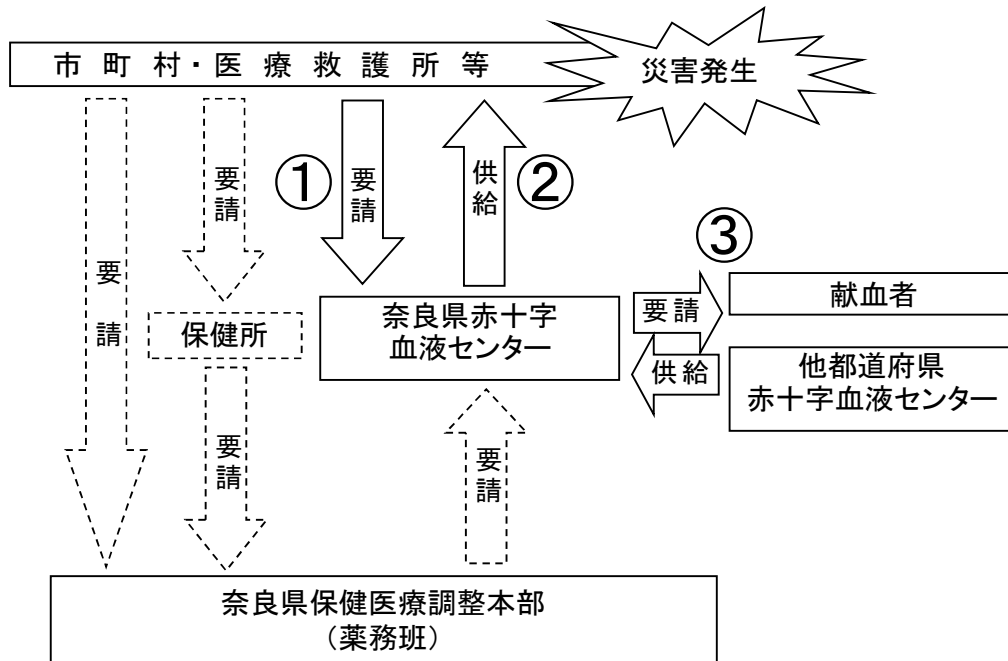 市町村・医療救護所等
災害発生
要請
要請
①
要請
供給
②
③
要請
献血者
保健所
奈良県赤十字
血液センター
供給
他都道府県
赤十字血液センター
要請
要請
奈良県保健医療調整本部
（薬務班）